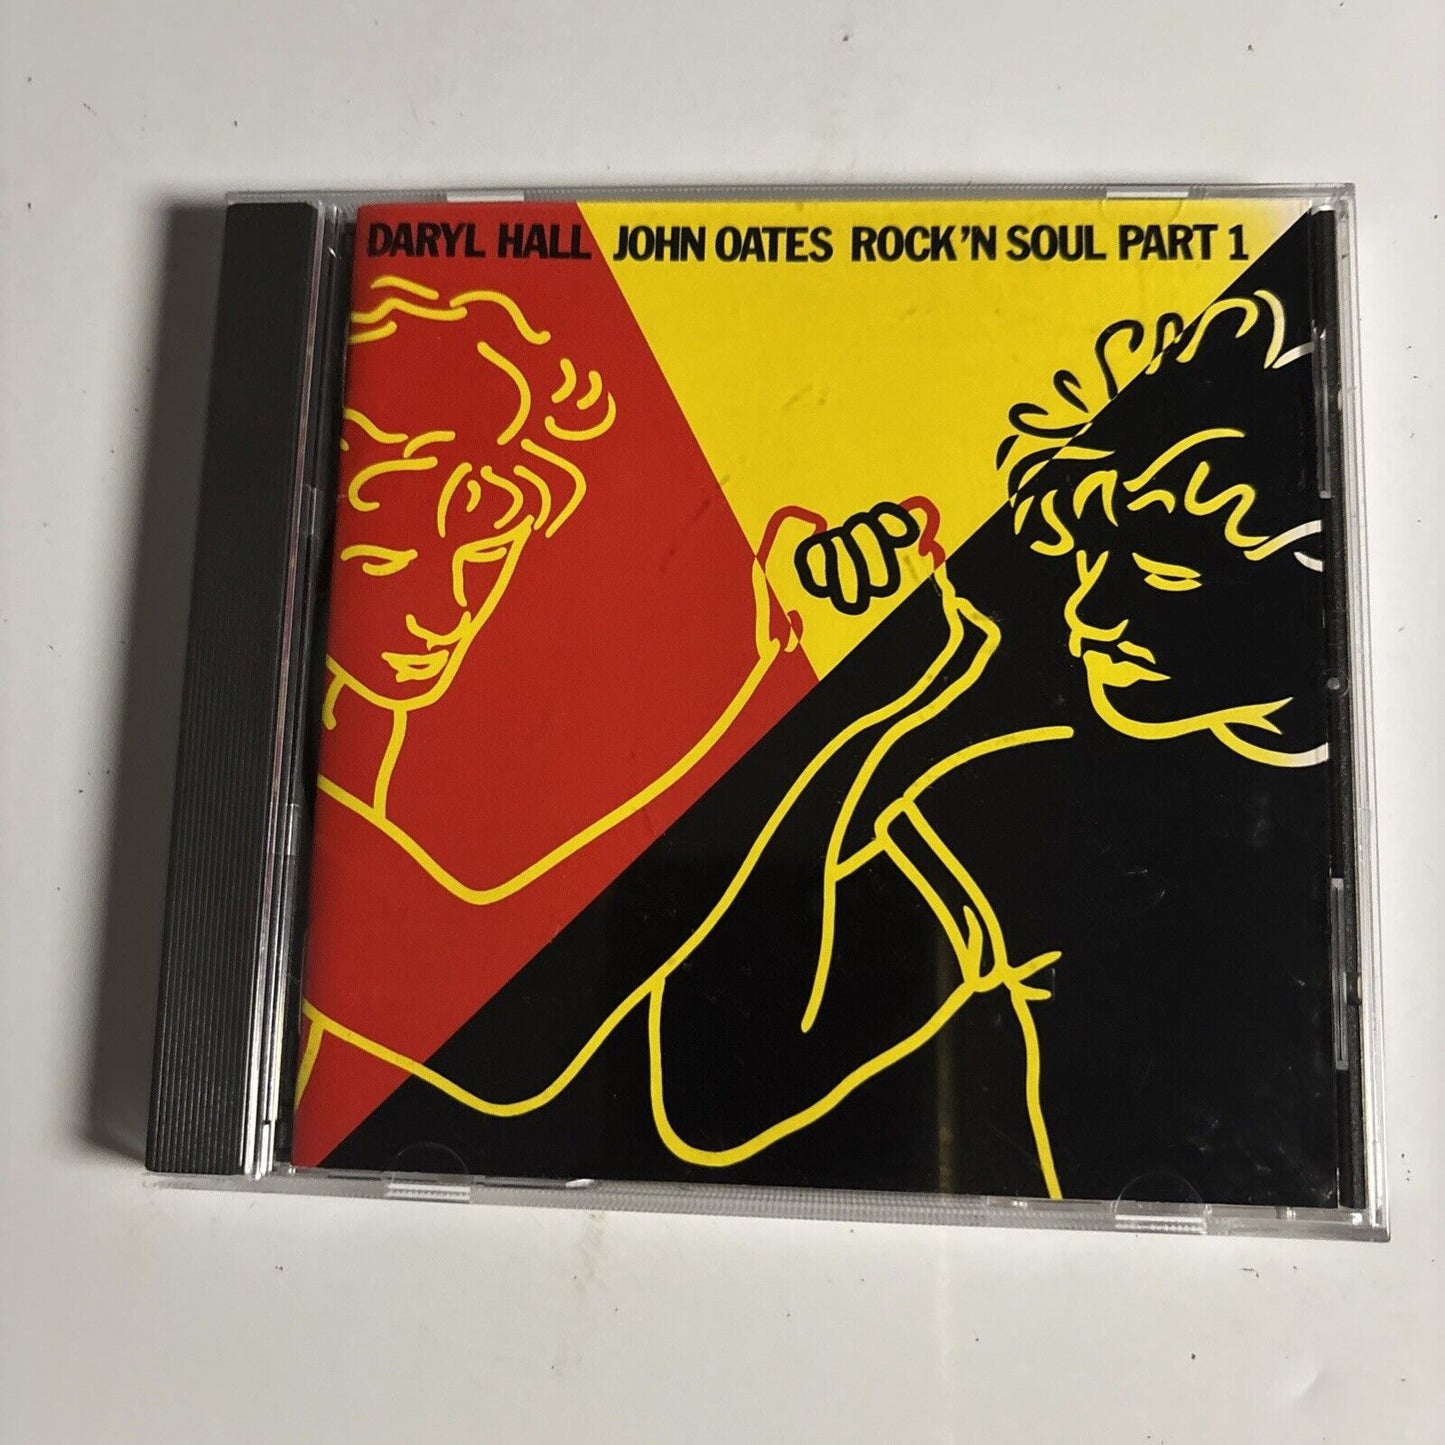 DARYL HALL JOHN OATES ROCK'N SOUL PART 1